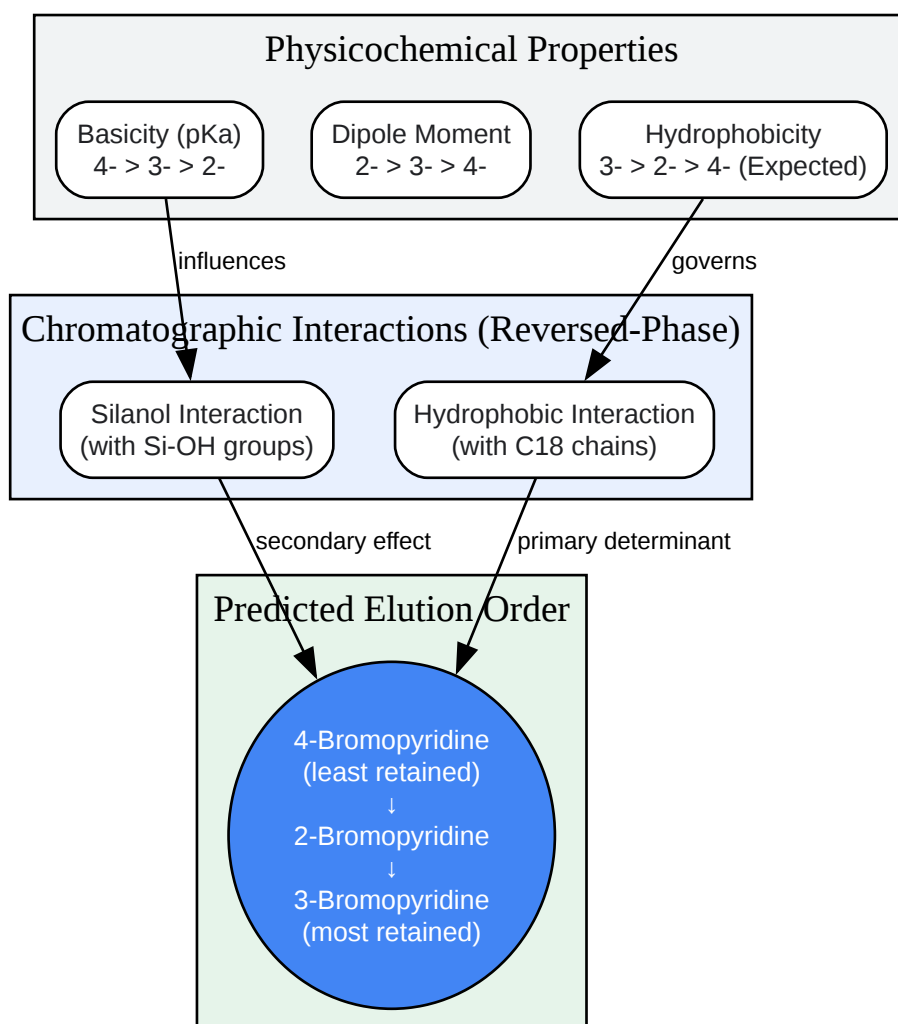 Physicochemical Properties
Basicity (pKa)
4- > 3- > 2-
Dipole Moment
2- > 3- > 4-
Hydrophobicity
3- > 2- > 4- (Expected)
influences
governs
Chromatographic Interactions (Reversed-Phase)
Silanol Interaction
(with Si-OH groups)
Hydrophobic Interaction
(with C18 chains)
secondary effect
primary determinant
Predicted Elution Order
4-Bromopyridine
(least retained)
↓
2-Bromopyridine
↓
3-Bromopyridine
(most retained)